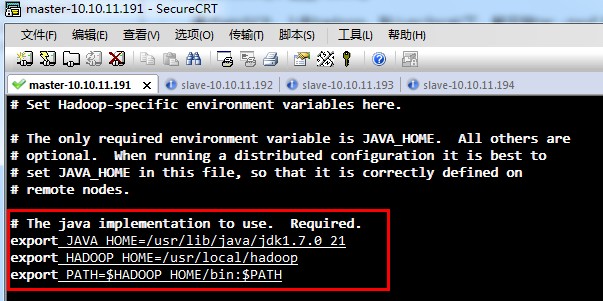 master-10.10.11.191 - SecureCRT
文件(F) 编辑(E) 查看(V) 选项(O) 传输(T) 脚本(S) 工具(L) 帮助(H)
master-10.10.11.191 x slave-10.10.11.192 slave-10.10.11.193 slave-10.10.11.194
# Set Hadoop-specific environment variables here.
# The only required environment variable is JAVA_HOME. All others are
# optional. When running a distributed configuration it is best to
# set JAVA_HOME in this file, so that it is correctly defined on
# remote nodes.
# The java implementation to use. Required.
export JAVA_HOME=/usr/lib/java/jdk1.7.0_21
export HADOOP_HOME=/usr/local/hadoop
export PATH=$HADOOP_HOME/bin:$PATH